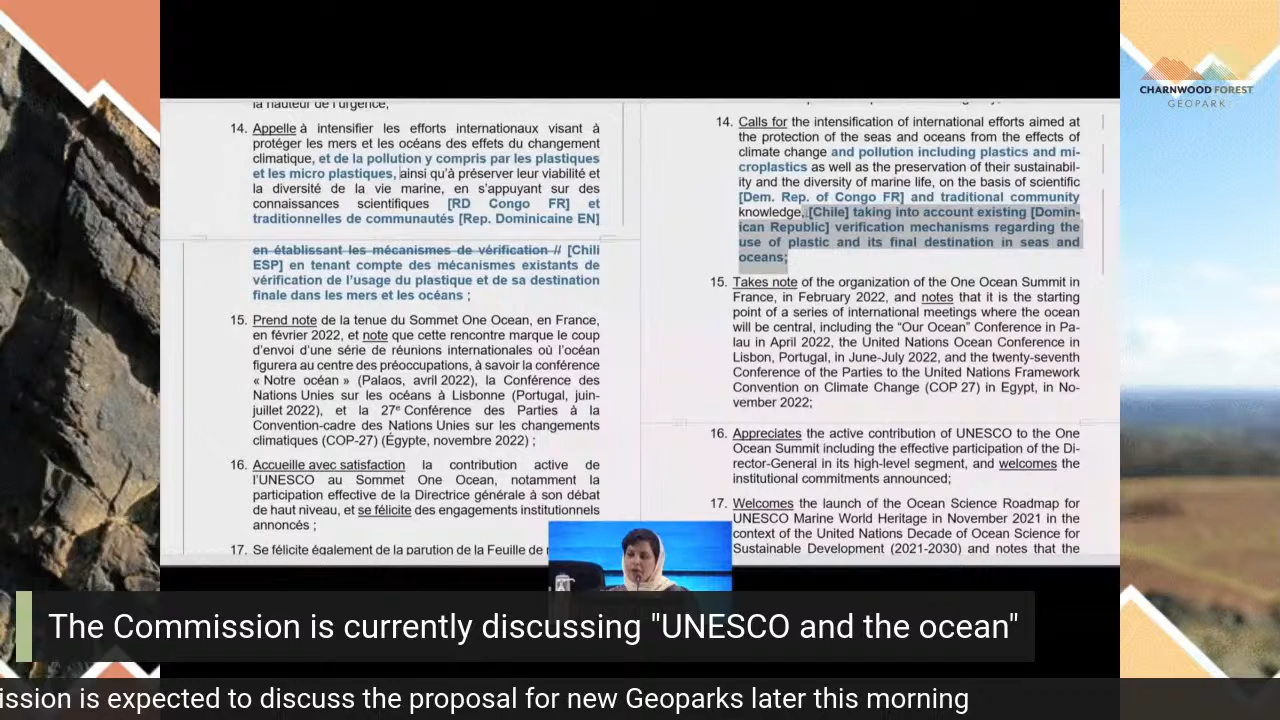 la hauteur de l'urgence,
14. Appelle à intensifier les efforts internationaux visant à
protéger les mers et les océans des effets du changement
climatique, et de la pollution y compris par les plastiques
et les micro plastiques, ainsi qu'à préserver leur viabilité et
la diversité de la vie marine, en s'appuyant sur des
connaissances scientifiques [RD Congo FR] et
traditionnelles de communautés [Rep. Dominicaine EN]
en établissant les mécanismes de vérification // [Chili
ESP] en tenant compte des mécanismes existants de
vérification de l'usage du plastique et de sa destination
finale dans les mers et les océans ;
15. Prend note de la tenue du Sommet One Ocean, en France,
en février 2022, et note que cette rencontre marque le coup
d'envoi d'une série de réunions internationales où l'océan
figurera au centre des préoccupations, à savoir la conférence
« Notre océan » (Palaos, avril 2022), la Conférence des
Nations Unies sur les océans à Lisbonne (Portugal, juin-
juillet 2022), et la 27e Conférence des Parties à la
Convention-cadre des Nations Unies sur les changements
climatiques (COP-27) (Égypte, novembre 2022) ;
16. Accueille avec satisfaction la contribution active de
l'UNESCO au Sommet One Ocean, notamment la
participation effective de la Directrice générale à son débat
de haut niveau, et se félicite des engagements institutionnels
annoncés ;
17. Se félicite également de la parution de la Feuille de
14. Calls for the intensification of international efforts aimed at
the protection of the seas and oceans from the effects of
climate change and pollution including plastics and mi-
croplastics as well as the preservation of their sustainabil-
ity and the diversity of marine life, on the basis of scientific
[Dem. Rep. of Congo FR] and traditional community
knowledge, [Chile] taking into account existing [Domin-
ican Republic] verification mechanisms regarding the
use of plastic and its final destination in seas and
oceans;
15. Takes note of the organization of the One Ocean Summit in
France, in February 2022, and notes that it is the starting
point of a series of international meetings where the ocean
will be central, including the “Our Ocean” Conference in Pa-
lau in April 2022, the United Nations Ocean Conference in
Lisbon, Portugal, in June-July 2022, and the twenty-seventh
Conference of the Parties to the United Nations Framework
Convention on Climate Change (COP 27) in Egypt, in No-
vember 2022;
16. Appreciates the active contribution of UNESCO to the One
Ocean Summit including the effective participation of the Di-
rector-General in its high-level segment, and welcomes the
institutional commitments announced;
17. Welcomes the launch of the Ocean Science Roadmap for
UNESCO Marine World Heritage in November 2021 in the
context of the United Nations Decade of Ocean Science for
Sustainable Development (2021-2030) and notes that the
CHARNWOOD FOREST
GEOPARK
The Commission is currently discussing "UNESCO and the ocean"
ission is expected to discuss the proposal for new Geoparks later this morning